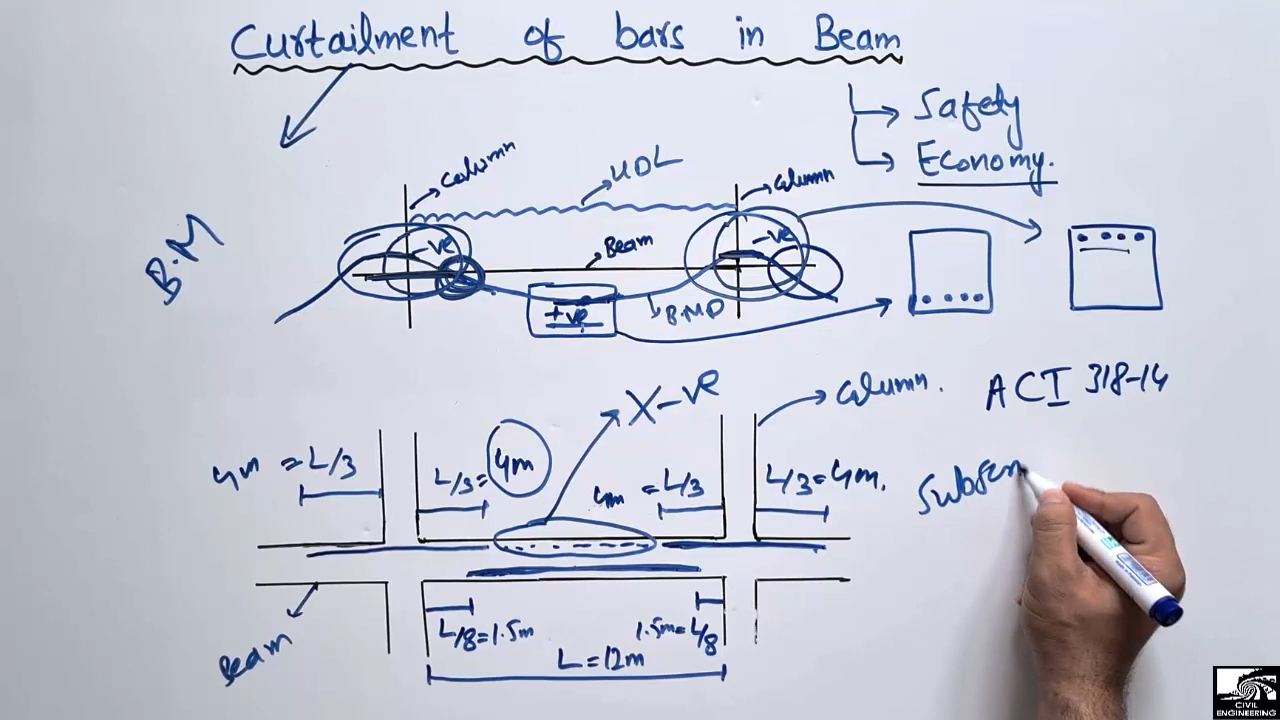 Curtailment of bars in Beam
Safety
Economy.
column
UDL
column
B.M
-ve
Beam
-ve
+ve
B.M.D
X-ve
column.
ACI 318-14
4m = L/3
L/3 = 4m
4m = L/3
L/3 = 4m.
Beam
L/8 = 1.5m
1.5m = L/8
L = 12m
CIVIL
ENGINEERING